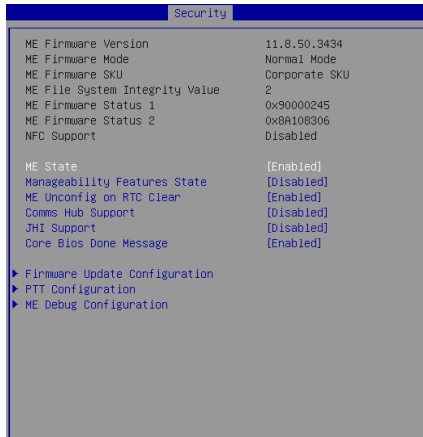 Security
ME Firmware Version 11.8.50.3434
ME Firmware Mode Normal Mode
ME Firmware SKU Corporate SKU
ME File System Integrity Value 2
ME Firmware Status 1 0x90000245
ME Firmware Status 2 0x8A108306
NFC Support Disabled
ME State [Enabled]
Manageability Features State [Disabled]
ME Unconfig on RTC Clear [Enabled]
Comms Hub Support [Disabled]
JHI Support [Disabled]
Core Bios Done Message [Enabled]
Firmware Update Configuration
PTT Configuration
ME Debug Configuration